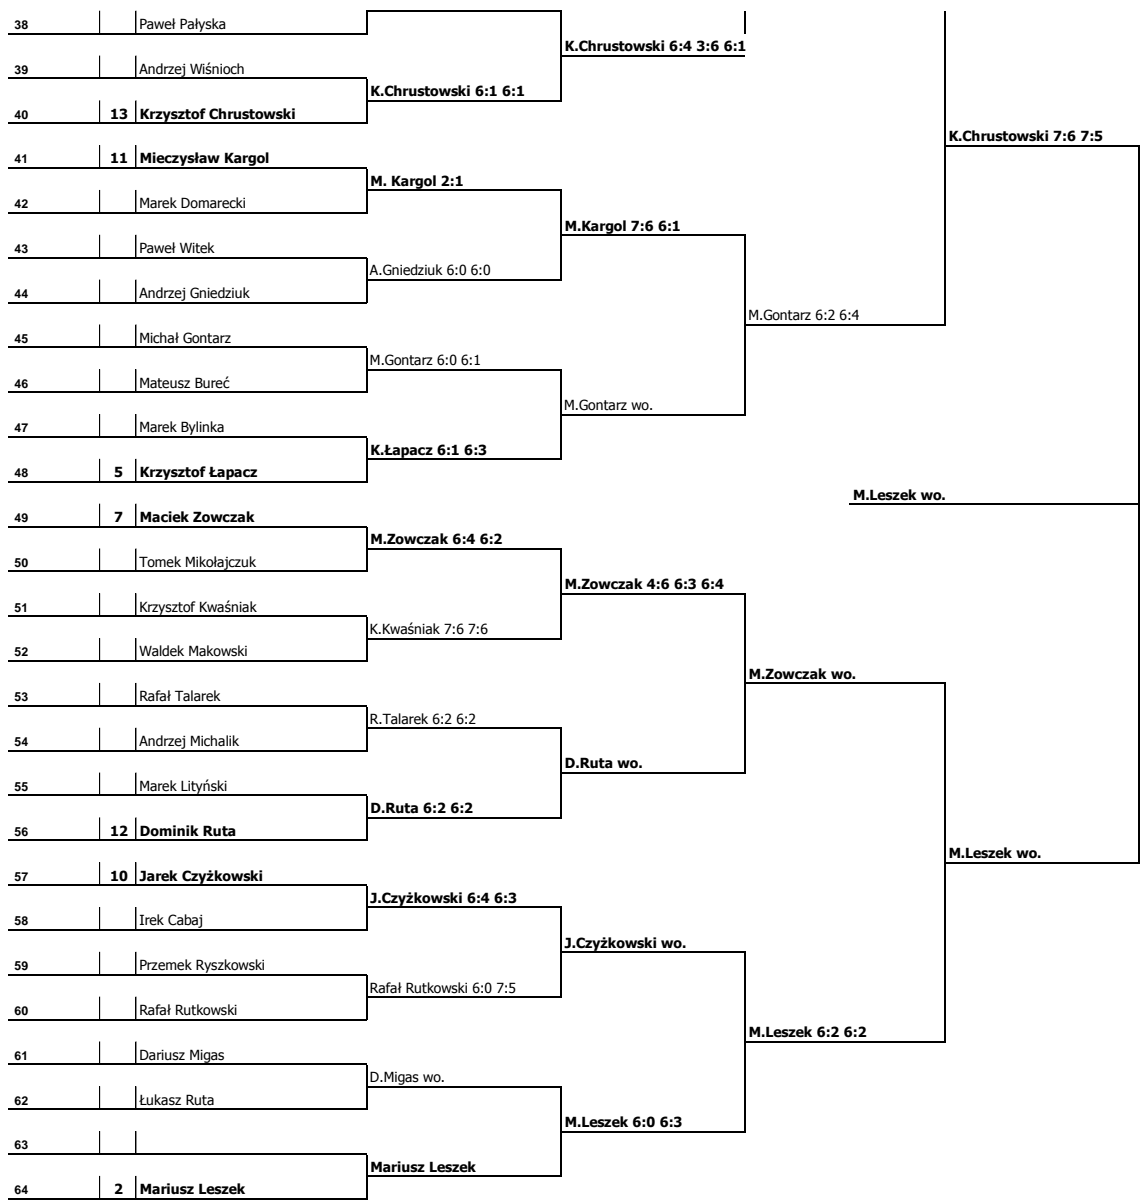 38 Paweł Pałyska
K.Chrustowski 6:4 3:6 6:1
39 Andrzej Wiśnioch
K.Chrustowski 6:1 6:1
40 13 Krzysztof Chrustowski
K.Chrustowski 7:6 7:5
41 11 Mieczysław Kargol
M. Kargol 2:1
42 Marek Domarecki
M.Kargol 7:6 6:1
43 Paweł Witek
A.Gniedziuk 6:0 6:0
44 Andrzej Gniedziuk
M.Gontarz 6:2 6:4
45 Michał Gontarz
M.Gontarz 6:0 6:1
46 Mateusz Bureć
M.Gontarz wo.
47 Marek Bylinka
K.Łapacz 6:1 6:3
48 5 Krzysztof Łapacz
M.Leszek wo.
49 7 Maciek Zowczak
M.Zowczak 6:4 6:2
50 Tomek Mikołajczuk
M.Zowczak 4:6 6:3 6:4
51 Krzysztof Kwaśniak
K.Kwaśniak 7:6 7:6
52 Waldek Makowski
M.Zowczak wo.
53 Rafał Talarek
R.Talarek 6:2 6:2
54 Andrzej Michalik
D.Ruta wo.
55 Marek Lityński
D.Ruta 6:2 6:2
56 12 Dominik Ruta
M.Leszek wo.
57 10 Jarek Czyżkowski
J.Czyżkowski 6:4 6:3
58 Irek Cabaj
J.Czyżkowski wo.
59 Przemek Ryszkowski
Rafał Rutkowski 6:0 7:5
60 Rafał Rutkowski
M.Leszek 6:2 6:2
61 Dariusz Migas
D.Migas wo.
62 Łukasz Ruta
M.Leszek 6:0 6:3
63
Mariusz Leszek
64 2 Mariusz Leszek